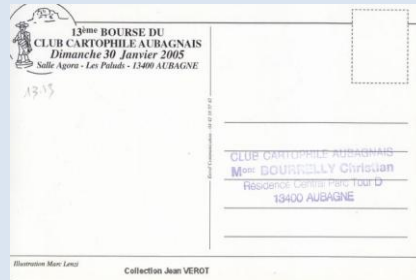 13ème BOURSE DU
CLUB CARTOPHILE AUBAGNAIS
Dimanche 30 Janvier 2005
Salle Agora - Les Paluds - 13400 AUBAGNE
13.13
CLUB CARTOPHILE AUBAGNAIS
BOURRELLY Christian
Résidence Central Parc Tour D
13400 AUBAGNE
Illustration Marc Lenzi
Collection Jean VEROT